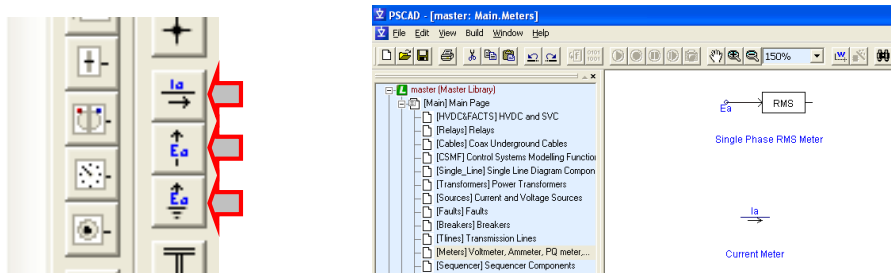 Ia
Ea
Ea
PSCAD - [master: Main.Meters]
File Edit View Build Window Help
150%
master (Master Library)
[Main] Main Page
[HVDC&FACTS] HVDC and SVC
[Relays] Relays
[Cables] Coax Underground Cables
[CSMF] Control Systems Modelling Function
[Single_Line] Single Line Diagram Compon
[Transformers] Power Transformers
[Sources] Current and Voltage Sources
[Faults] Faults
[Breakers] Breakers
[Tlines] Transmission Lines
[Meters] Voltmeter, Ammeter, PQ meter,...
[Sequencer] Sequencer Components
Ea
RMS
Single Phase RMS Meter
Ia
Current Meter